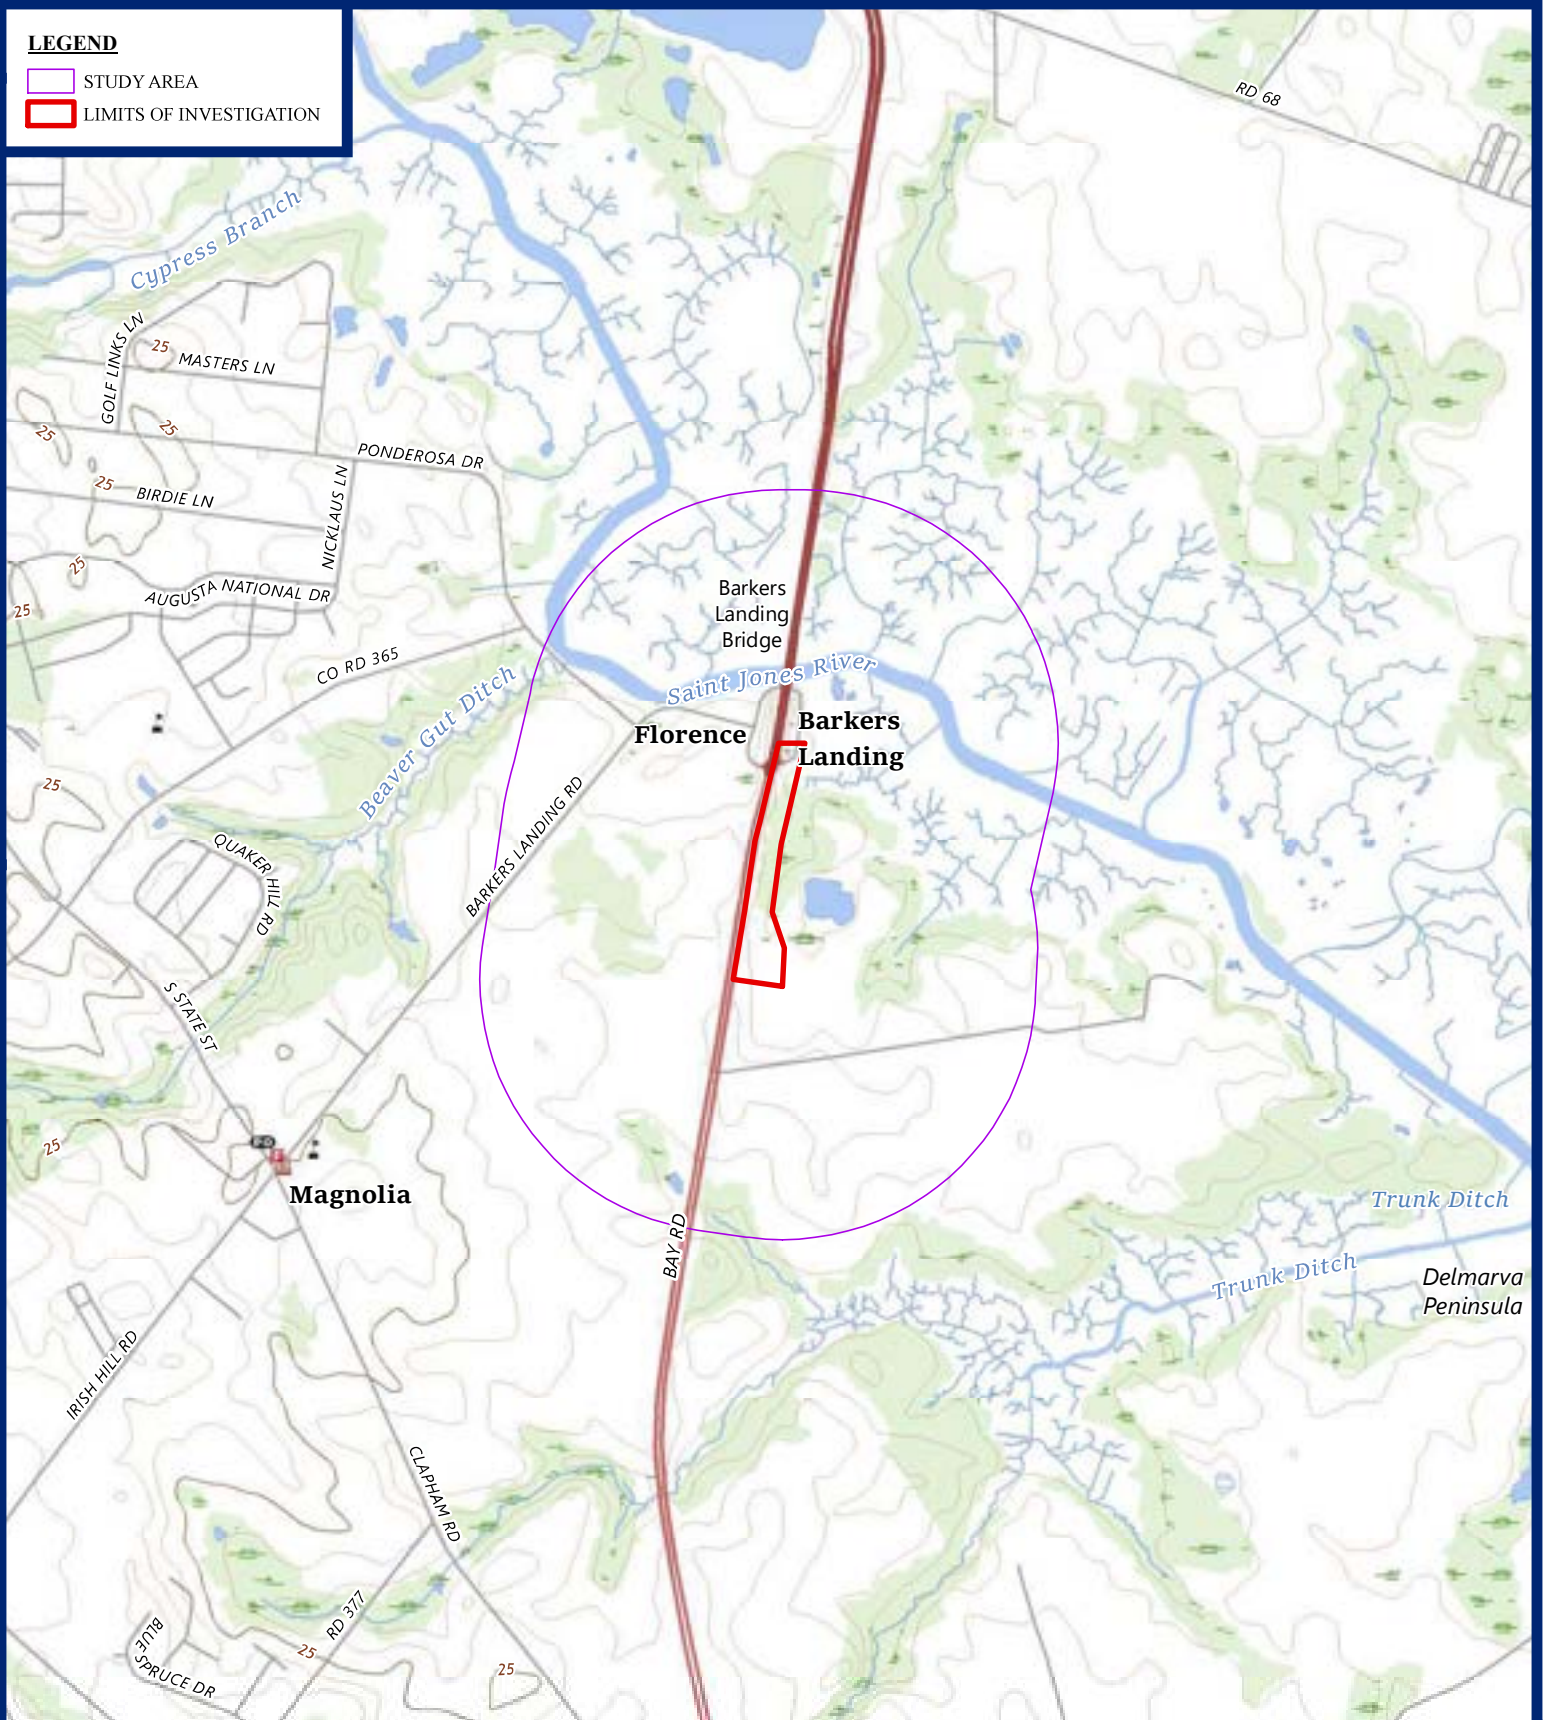 LEGEND
STUDY AREA
LIMITS OF INVESTIGATION
RD 68
Cypress Branch
GOLF LINKS LN
25
MASTERS LN
25
25
PONDEROSA DR
25
BIRDIE LN
NICKLAUS LN
25
AUGUSTA NATIONAL DR
25
Barkers
Landing
Bridge
CO RD 365
Saint Jones River
Beaver Gut Ditch
Florence
Barkers
Landing
25
BARKERS LANDING RD
QUAKER HILL RD
S STATE ST
25
Magnolia
BAY RD
Trunk Ditch
Trunk Ditch
Delmarva
Peninsula
IRISH HILL RD
CLAPHAM RD
RD 377
BLUE
SPRUCE DR
25
25